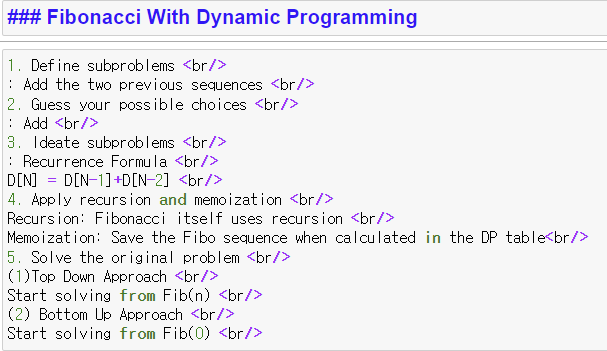 ### Fibonacci With Dynamic Programming
1. Define subproblems <br/>
: Add the two previous sequences <br/>
2. Guess your possible choices <br/>
: Add <br/>
3. Ideate subproblems <br/>
: Recurrence Formula <br/>
D[N] = D[N-1]+D[N-2] <br/>
4. Apply recursion and memoization <br/>
Recursion: Fibonacci itself uses recursion <br/>
Memoization: Save the Fibo sequence when calculated in the DP table<br/>
5. Solve the original problem <br/>
(1)Top Down Approach <br/>
Start solving from Fib(n) <br/>
(2) Bottom Up Approach <br/>
Start solving from Fib(0) <br/>